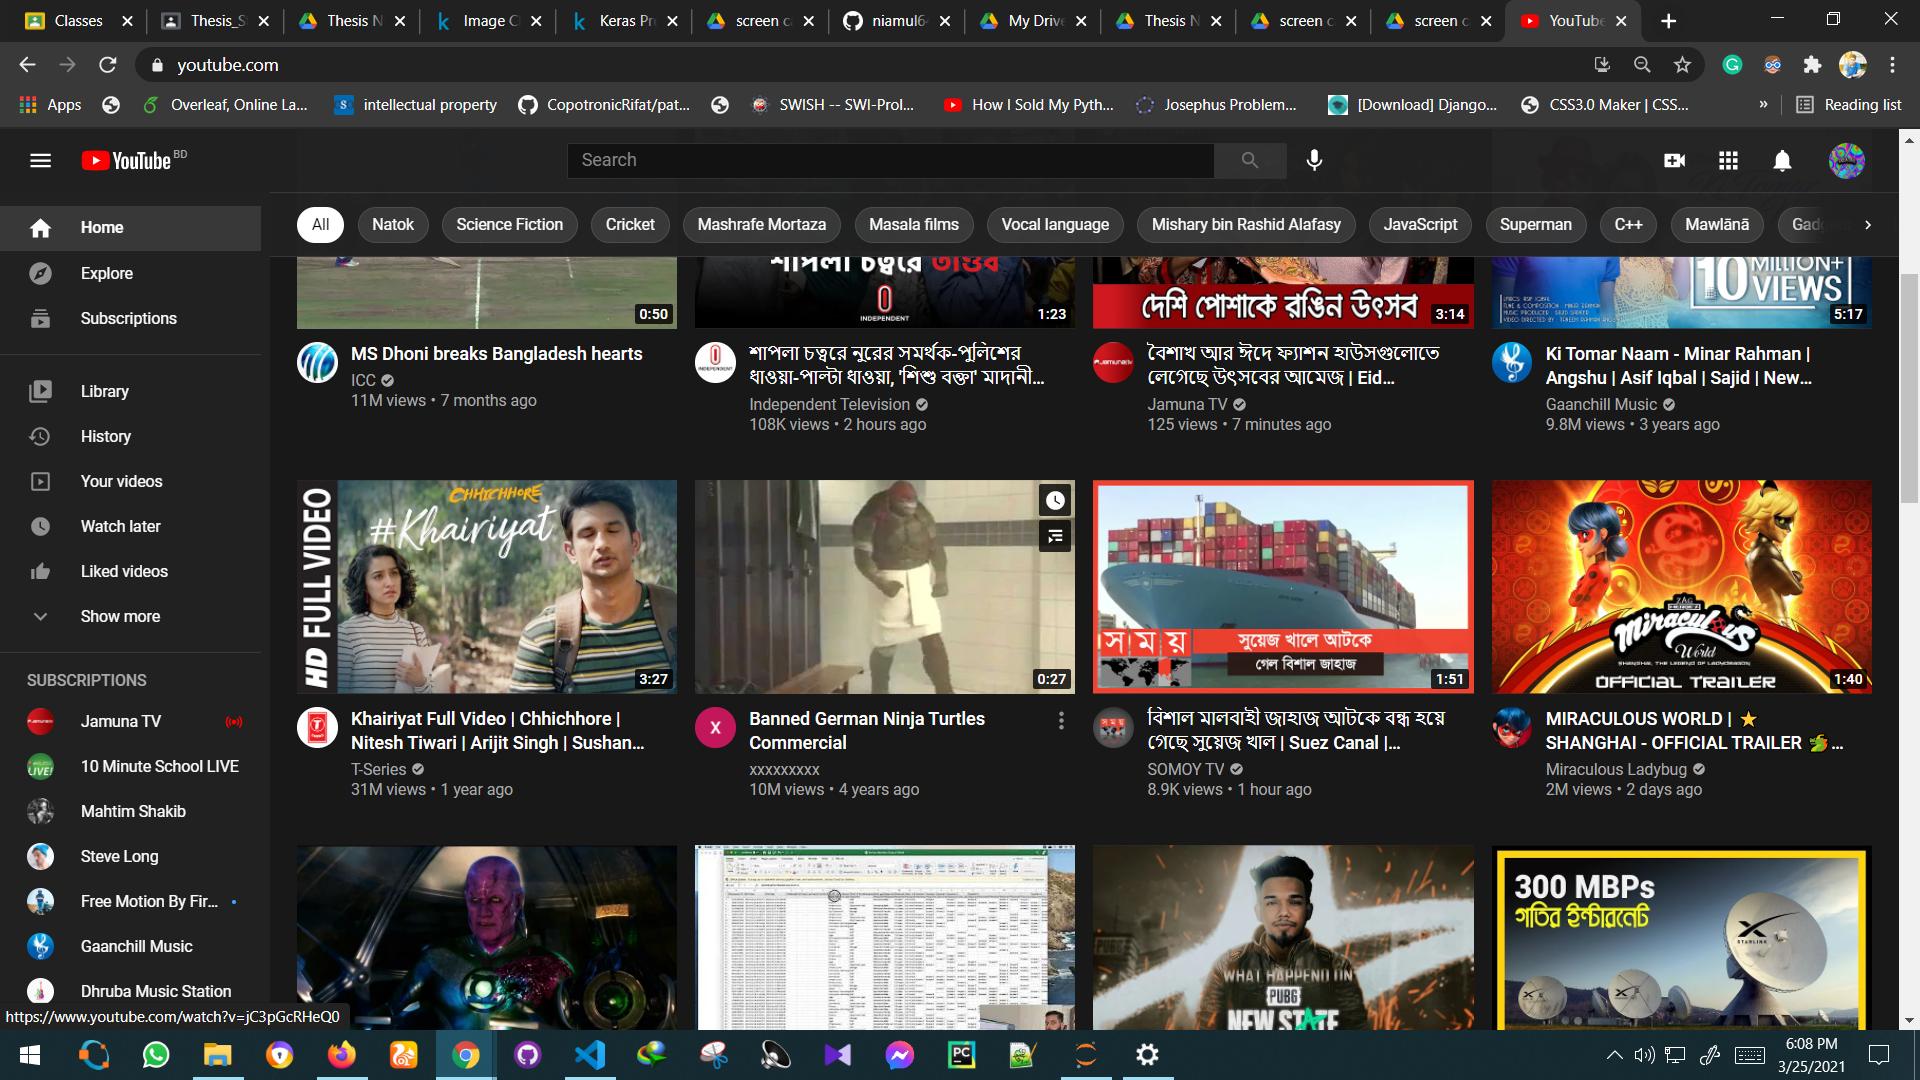 Classes
Thesis_S
Thesis N
Image C
Keras Pr
screen c
niamul6
My Drive
Thesis N
screen c
screen c
YouTube
youtube.com
Apps
Overleaf, Online La...
intellectual property
CopotronicRifat/pat...
SWISH -- SWI-Prol...
How I Sold My Pyth...
Josephus Problem...
[Download] Django...
CSS3.0 Maker | CSS...
»
Reading list
YouTube BD
Search
Home
Explore
Subscriptions
Library
History
Your videos
Watch later
Liked videos
Show more
SUBSCRIPTIONS
Jamuna TV
10 Minute School LIVE
Mahtim Shakib
Steve Long
Free Motion By Fir...
Gaanchill Music
Dhruba Music Station
All
Natok
Science Fiction
Cricket
Mashrafe Mortaza
Masala films
Vocal language
Mishary bin Rashid Alafasy
JavaScript
Superman
C++
Mawlānā
Gad
0:50
MS Dhoni breaks Bangladesh hearts
ICC
11M views • 7 months ago
শাপলা চত্বরে তাণ্ডব
INDEPENDENT
1:23
শাপলা চত্বরে নুরের সমর্থক-পুলিশের
ধাওয়া-পাল্টা ধাওয়া, 'শিশু বক্তা' মাদানী...
Independent Television
108K views • 2 hours ago
দেশি পোশাকে রঙিন উৎসব
3:14
বৈশাখ আর ঈদে ফ্যাশন হাউসগুলোতে
লেগেছে উৎসবের আমেজ | Eid...
Jamuna TV
125 views • 7 minutes ago
10 MILLION+
VIEWS
5:17
Ki Tomar Naam - Minar Rahman |
Angshu | Asif Iqbal | Sajid | New...
Gaanchill Music
9.8M views • 3 years ago
HD FULL VIDEO
CHHICHHORE
#Khairiyat
3:27
Khairiyat Full Video | Chhichhore |
Nitesh Tiwari | Arijit Singh | Sushan...
T-Series
31M views • 1 year ago
0:27
X
Banned German Ninja Turtles
Commercial
xxxxxxxxx
10M views • 4 years ago
সময়
সুয়েজ খালে আটকে
গেল বিশাল জাহাজ
1:51
বিশাল মালবাহী জাহাজ আটকে বন্ধ হয়ে
গেছে সুয়েজ খাল | Suez Canal |...
SOMOY TV
8.9K views • 1 hour ago
ZAG
HEROEZ
Miraculous
World
SHANGHAI, THE LEGEND OF LADYDRAGON
OFFICIAL TRAILER
1:40
MIRACULOUS WORLD | ⭐
SHANGHAI - OFFICIAL TRAILER 🐉...
Miraculous Ladybug
2M views • 2 days ago
WHAT HAPPEND ON
PUBG
NEW STATE
300 MBPs
গতির ইন্টারনেট
STARLINK
https://www.youtube.com/watch?v=jC3pGcRHeQ0
6:08 PM
3/25/2021